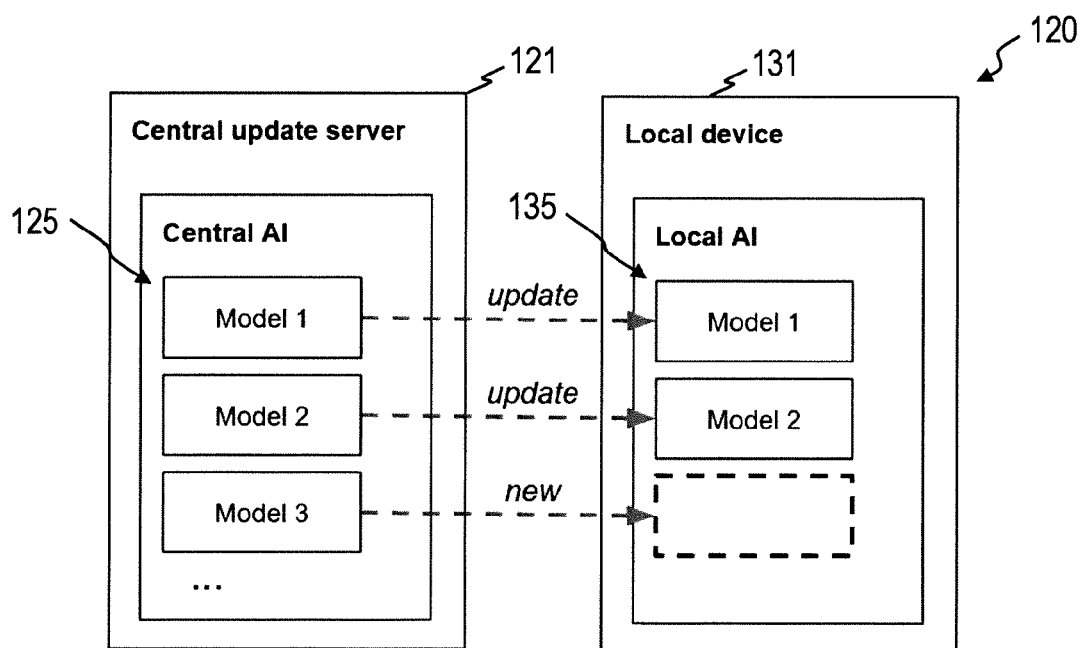 120
121
131
Central update server
Local device
125
135
Central AI
Local AI
Model 1
update
Model 1
Model 2
update
Model 2
Model 3
new
...